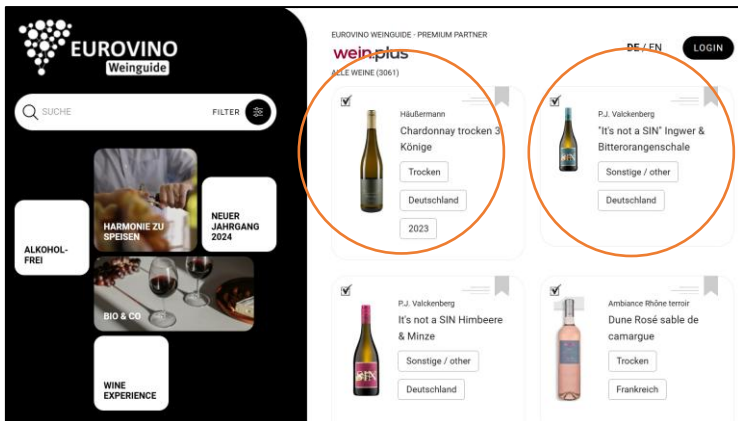 EUROVINO
Weinguide
SUCHE
FILTER
ALKOHOL-
FREI
HARMONIE ZU
SPEISEN
NEUER
JAHRGANG
2024
BIO & CO
WINE
EXPERIENCE
EUROVINO WEINGUIDE - PREMIUM PARTNER
wein.plus
DE / EN
LOGIN
ALLE WEINE (3061)
Häußermann
Chardonnay trocken 3
Könige
Trocken
Deutschland
2023
P.J. Valckenberg
"It's not a SIN" Ingwer &
Bitterorangenschale
Sonstige / other
Deutschland
P.J. Valckenberg
It's not a SIN Himbeere
& Minze
Sonstige / other
Deutschland
SIN
Ambiance Rhône terroir
Dune Rosé sable de
camargue
Trocken
Frankreich